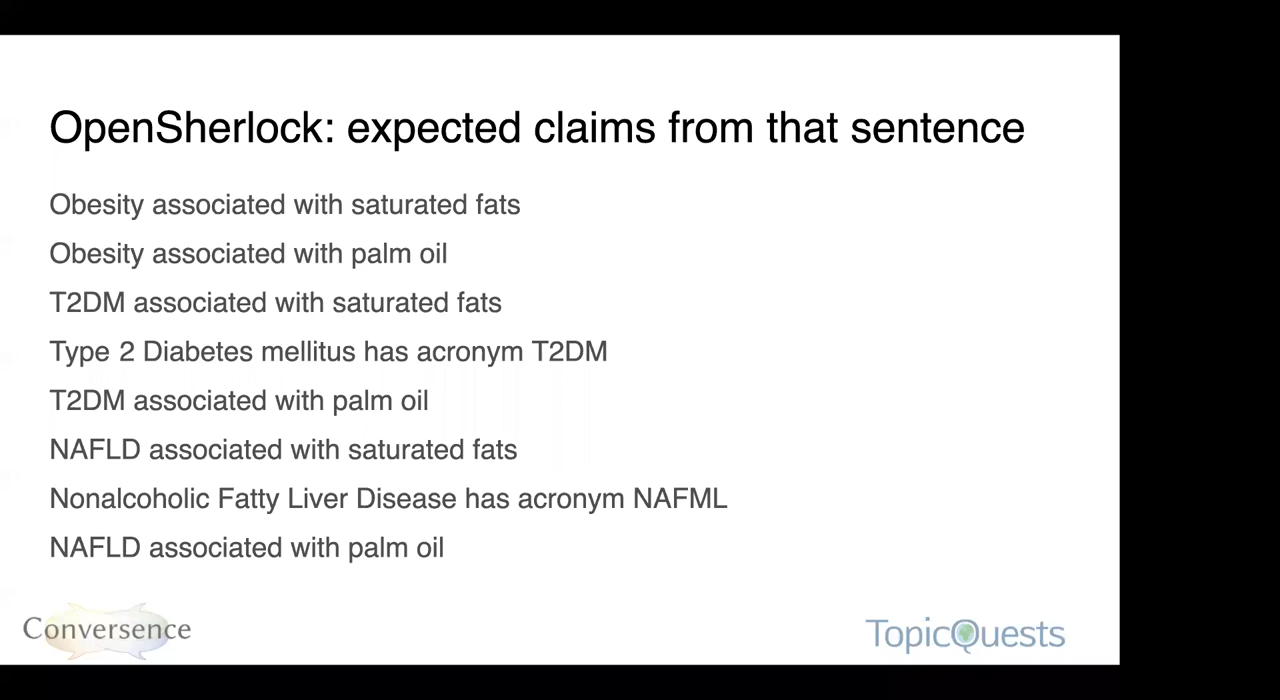 OpenSherlock: expected claims from that sentence
Obesity associated with saturated fats
Obesity associated with palm oil
T2DM associated with saturated fats
Type 2 Diabetes mellitus has acronym T2DM
T2DM associated with palm oil
NAFLD associated with saturated fats
Nonalcoholic Fatty Liver Disease has acronym NAFML
NAFLD associated with palm oil
Conversence
TopicQuests